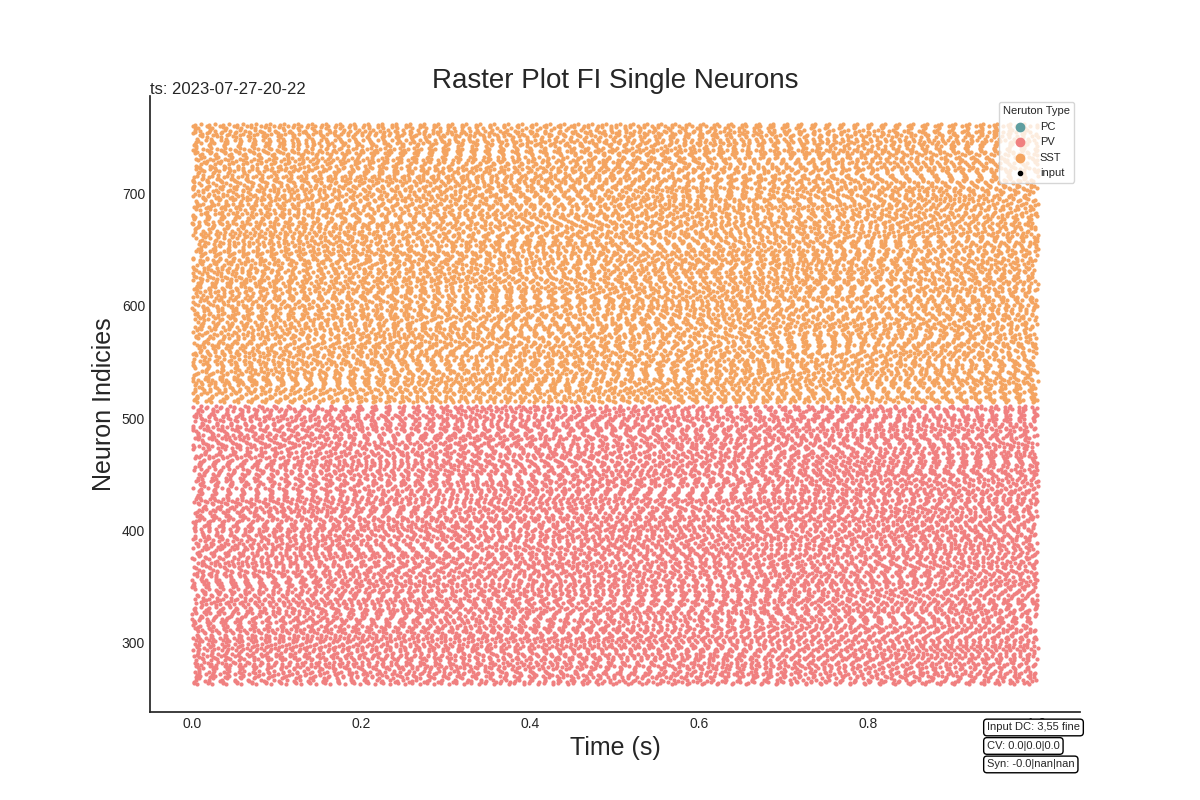 Raster Plot FI Single Neurons
ts: 2023-07-27-20-22
Neruton Type
PC
PV
SST
input
700
600
500
400
300
Neuron Indicies
0.0 0.2 0.4 0.6 0.8
Time (s)
Input DC: 3,55 fine
CV: 0.0|0.0|0.0
Syn: -0.0|nan|nan